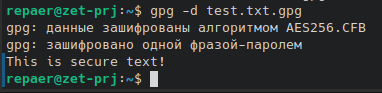 repaer@zet-prj:~$ gpg -d test.txt.gpg
gpg: данные зашифрованы алгоритмом AES256.CFB
gpg: зашифровано одной фразой-паролем
This is secure text!
repaer@zet-prj:~$